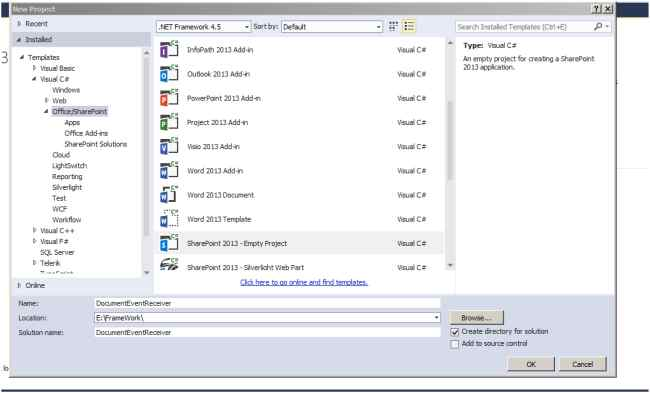 New Project
? X
Recent
.NET Framework 4.5
Sort by: Default
Search Installed Templates (Ctrl+E)
Installed
Templates
Visual Basic
Visual C#
Windows
Web
Office/SharePoint
Apps
Office Add-ins
SharePoint Solutions
Cloud
LightSwitch
Reporting
Silverlight
Test
WCF
Workflow
Visual C++
Visual F#
SQL Server
Telerik
TypeScript
Online
InfoPath 2013 Add-in Visual C#
Outlook 2013 Add-in Visual C#
PowerPoint 2013 Add-in Visual C#
Project 2013 Add-in Visual C#
Visio 2013 Add-in Visual C#
Word 2013 Add-in Visual C#
Word 2013 Document Visual C#
Word 2013 Template Visual C#
SharePoint 2013 - Empty Project Visual C#
SharePoint 2013 - Silverlight Web Part Visual C#
Click here to go online and find templates.
Type: Visual C#
An empty project for creating a SharePoint
2013 application.
Name: DocumentEventReceiver
Location: E:\FrameWork\
Browse...
Solution name: DocumentEventReceiver
Create directory for solution
Add to source control
OK Cancel
3
lo